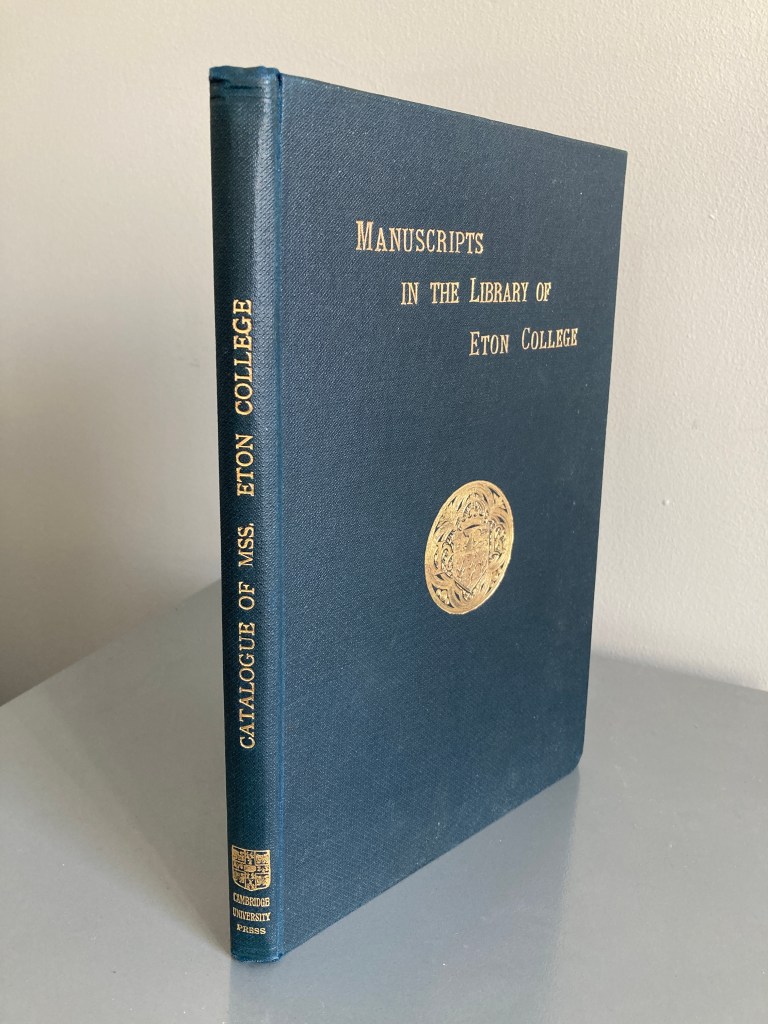 MANUSCRIPTS
IN THE LIBRARY OF
ETON COLLEGE
CATALOGUE OF MSS. ETON COLLEGE
CAMBRIDGE
UNIVERSITY
PRESS